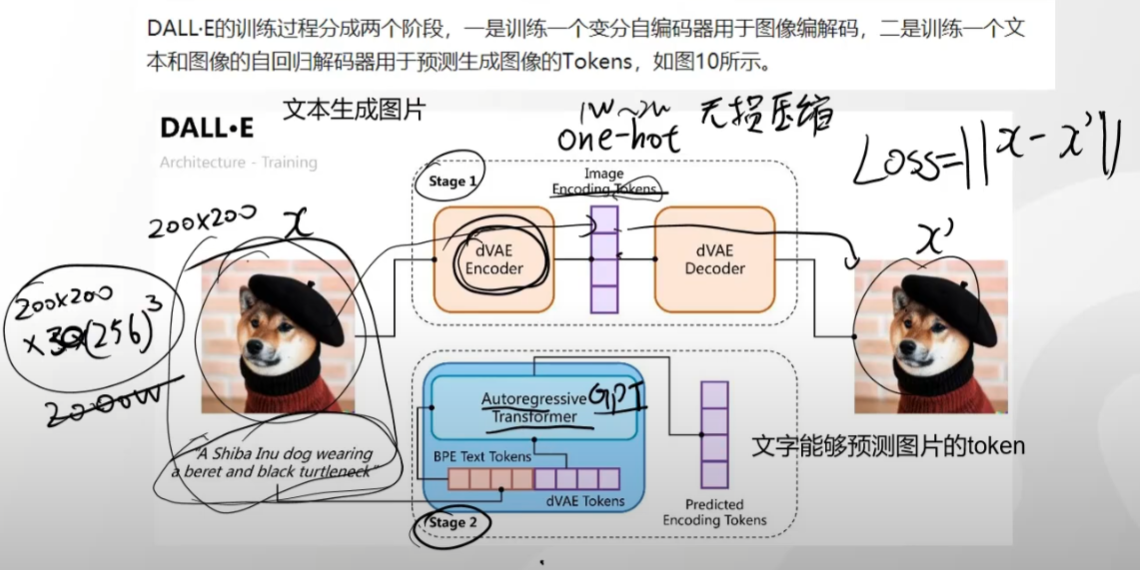 DALL·E的训练过程分成两个阶段，一是训练一个变分自编码器用于图像编解码，二是训练一个文
本和图像的自回归解码器用于预测生成图像的Tokens，如图10所示。
文本生成图片
DALL•E
Architecture - Training
1W~2W
one-hot
无损压缩
Loss=||x-x'||
Stage 1
Image
Encoding Tokens
200x200
x
dVAE
Encoder
dVAE
Decoder
x'
200x200
(256)³
2000W
"A Shiba Inu dog wearing
a beret and black turtleneck"
Autoregressive
Transformer
GPT
BPE Text Tokens
dVAE Tokens
Stage 2
Predicted
Encoding Tokens
文字能够预测图片的token